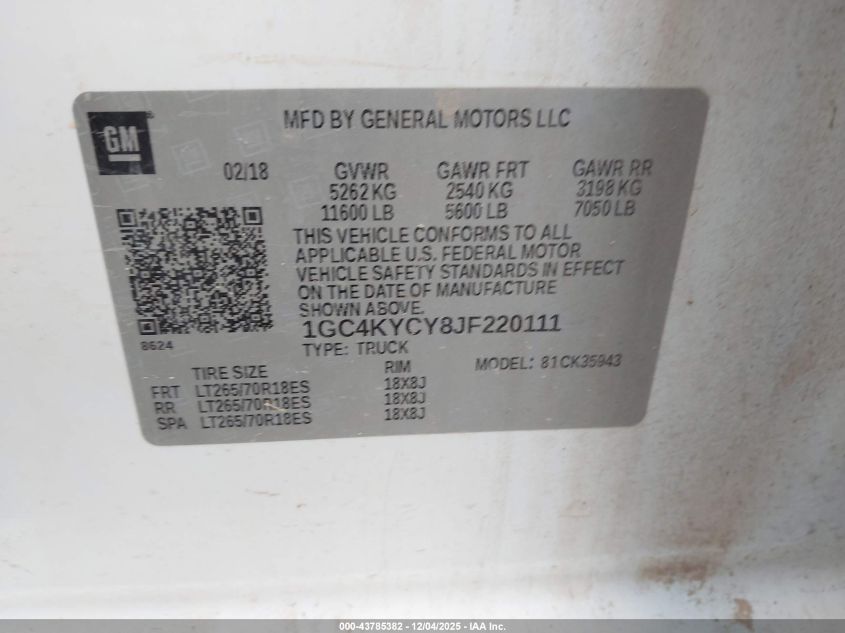 GM
MFD BY GENERAL MOTORS LLC
02/18 GVWR GAWR FRT GAWR RR
5262 KG 2540 KG 3198 KG
11600 LB 5600 LB 7050 LB
THIS VEHICLE CONFORMS TO ALL
APPLICABLE U.S. FEDERAL MOTOR
VEHICLE SAFETY STANDARDS IN EFFECT
ON THE DATE OF MANUFACTURE
SHOWN ABOVE.
1GC4KYCY8JF220111
8624
TYPE: TRUCK
MODEL: 81CK35943
TIRE SIZE RIM
FRT LT265/70R18ES 18X8J
RR LT265/70R18ES 18X8J
SPA LT265/70R18ES 18X8J
000-43785382 - 12/04/2025 - IAA Inc.